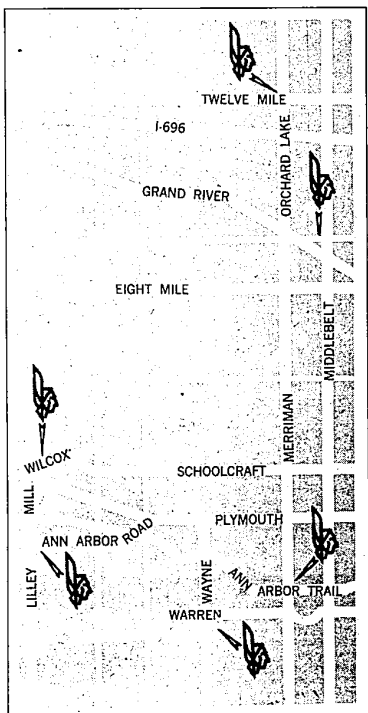 TWELVE MILE
I-696
ORCHARD LAKE
GRAND RIVER
EIGHT MILE
MIDDLEBELT
MERRIMAN
WILCOX
SCHOOLCRAFT
MILL
PLYMOUTH
ANN ARBOR ROAD
LILLEY
WAYNE
ANN ARBOR TRAIL
WARREN